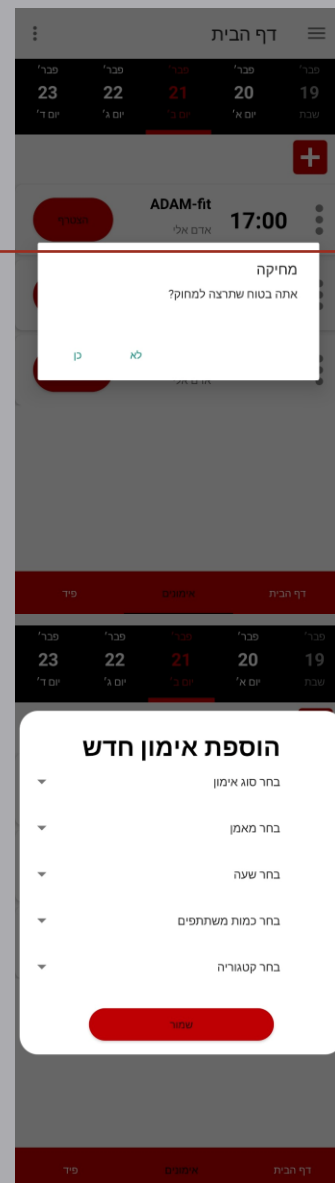 דף הבית
פבר' פבר' פבר' פבר' פבר'
19 20 21 22 23
שבת יום א' יום ב' יום ג' יום ד'
ADAM-fit
17:00
אדם אלי
מחיקה
אתה בטוח שתרצה למחוק?
לא כן
אדם אלי
דף הבית אימונים פיד
פבר' פבר' פבר' פבר' פבר'
19 20 21 22 23
שבת יום א' יום ב' יום ג' יום ד'
הוספת אימון חדש
בחר סוג אימון
בחר מאמן
בחר שעה
בחר כמות משתתפים
בחר קטגוריה
שמור
דף הבית אימונים פיד